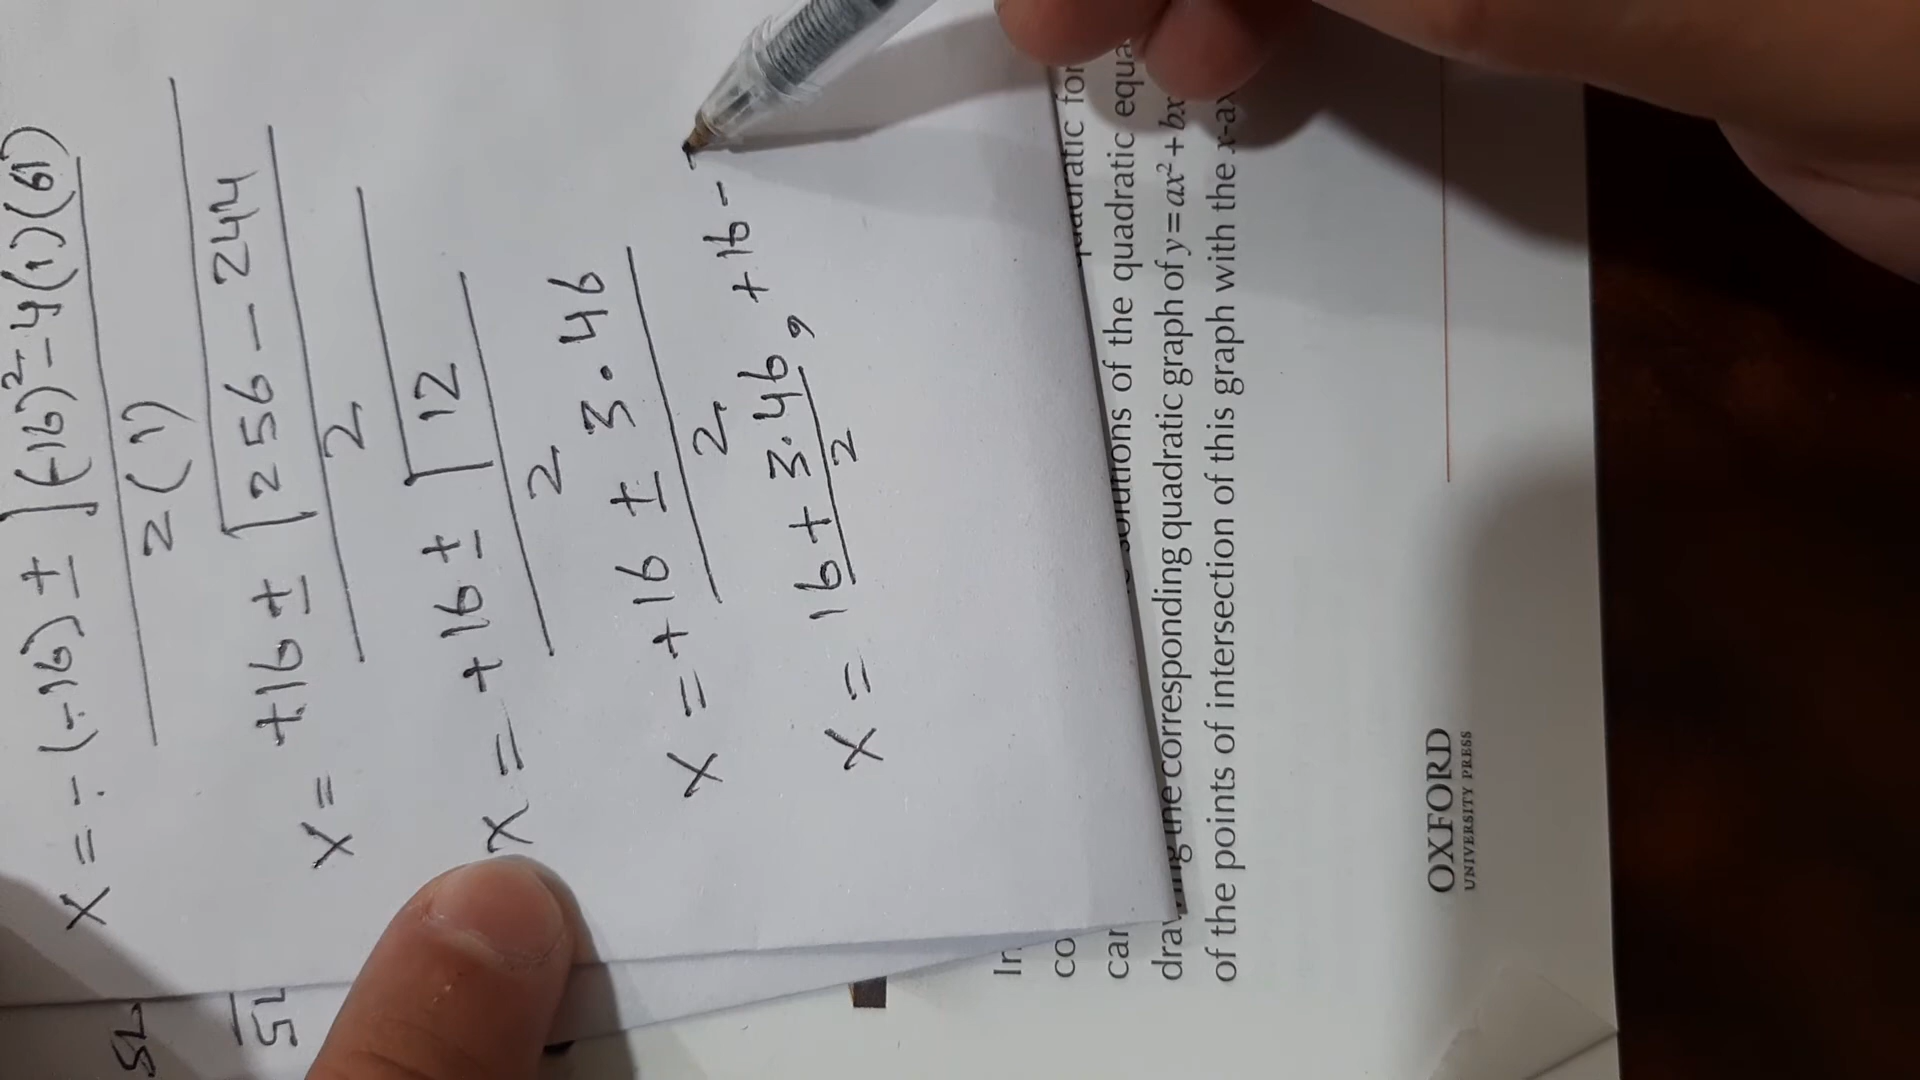 x = -(-16) ± √(-16)² - 4(1)(61)
2(1)
x = +16 ± √256 - 244
2
x = +16 ± √12
2
x = +16 ± 3.46
2
x = 16 + 3.46, +16 -
2
quadratic for
solutions of the quadratic equa
drawing the corresponding quadratic graph of y = ax² + bx
of the points of intersection of this graph with the x-ax
OXFORD
UNIVERSITY PRESS